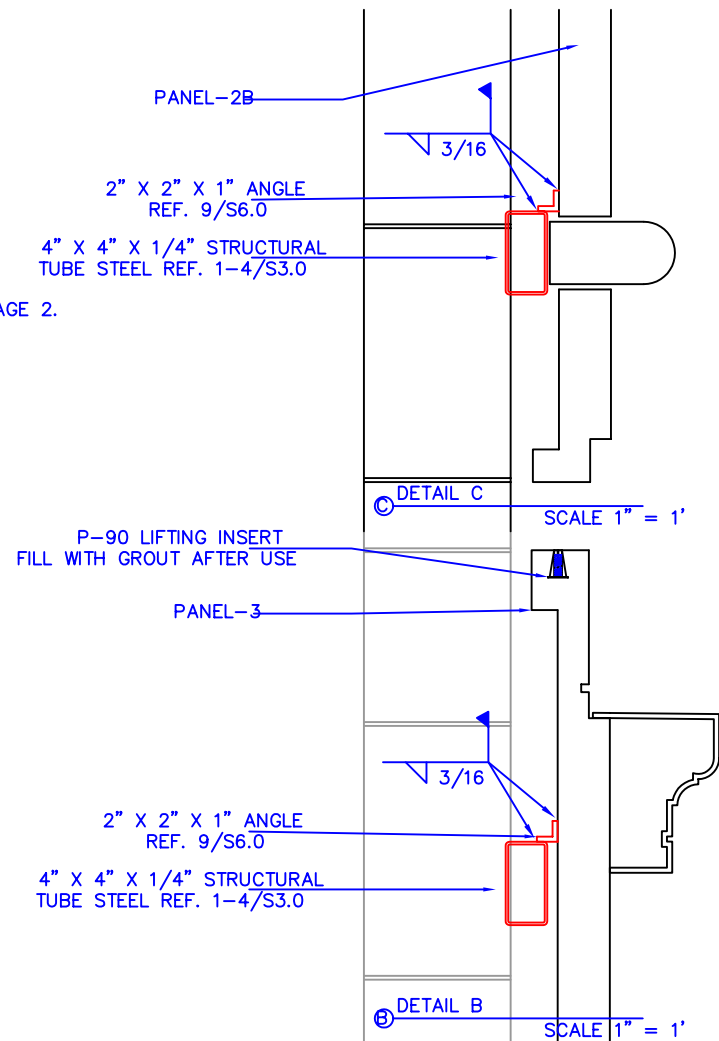 PANEL-2B
3/16
2" X 2" X 1" ANGLE
REF. 9/S6.0
4" X 4" X 1/4" STRUCTURAL
TUBE STEEL REF. 1-4/S3.0
AGE 2.
C DETAIL C
SCALE 1" = 1'
P-90 LIFTING INSERT
FILL WITH GROUT AFTER USE
PANEL-3
3/16
2" X 2" X 1" ANGLE
REF. 9/S6.0
4" X 4" X 1/4" STRUCTURAL
TUBE STEEL REF. 1-4/S3.0
B DETAIL B
SCALE 1" = 1'